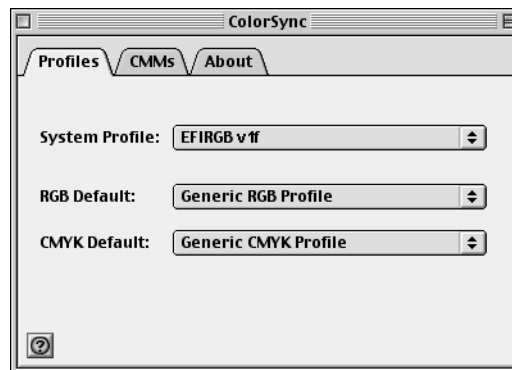 ColorSync
Profiles CMMs About
System Profile: EFIRGB v1f
RGB Default: Generic RGB Profile
CMYK Default: Generic CMYK Profile
?